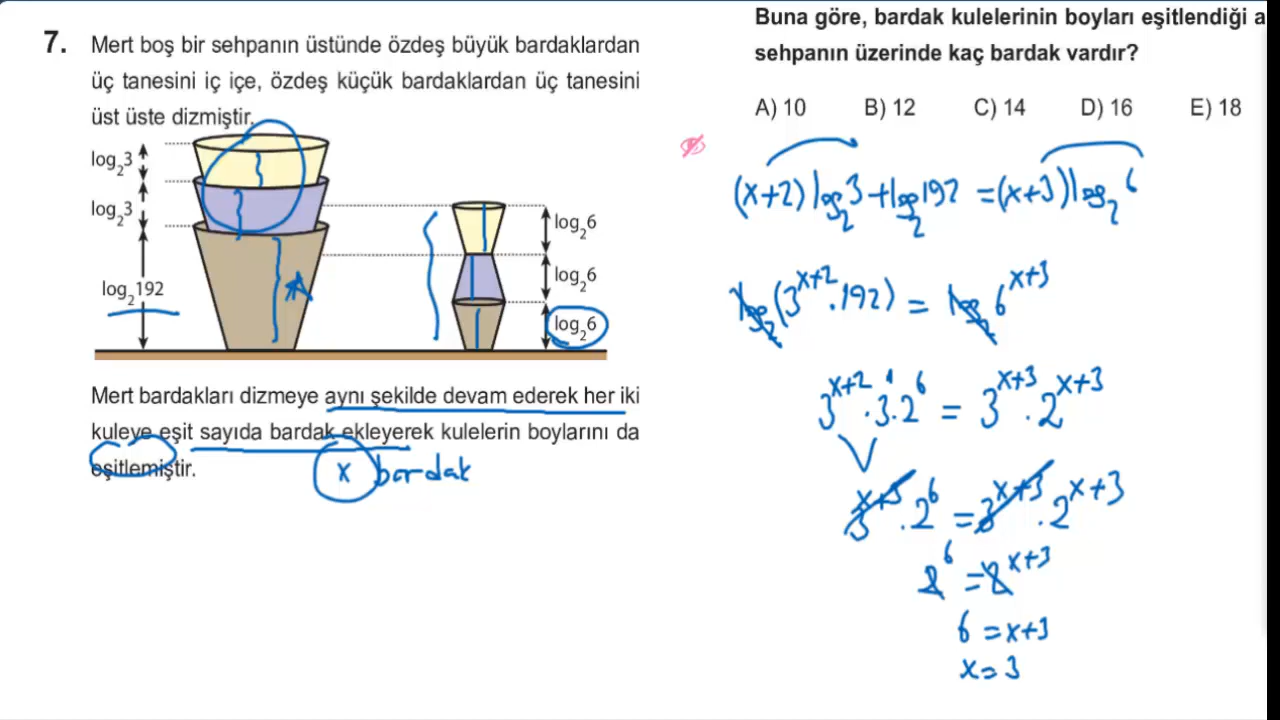 7. Mert boş bir sehpanın üstünde özdeş büyük bardaklardan
üç tanesini iç içe, özdeş küçük bardaklardan üç tanesini
üst üste dizmiştir.
log₂3
log₂3
log₂192
log₂6
log₂6
log₂6
Mert bardakları dizmeye aynı şekilde devam ederek her iki
kuleye eşit sayıda bardak ekleyerek kulelerin boylarını da
eşitlemiştir.
x bardak
Buna göre, bardak kulelerinin boyları eşitlendiği a
sehpanın üzerinde kaç bardak vardır?
A) 10 B) 12 C) 14 D) 16 E) 18
(x+2) log₂3 + log₂192 = (x+3) log₂6
log₂(3^(x+2) . 192) = log₂ 6^(x+3)
3^(x+2) . 3^1 . 2^6 = 3^(x+3) . 2^(x+3)
3^(x+3) . 2^6 = 3^(x+3) . 2^(x+3)
2^6 = 2^(x+3)
6 = x+3
x = 3